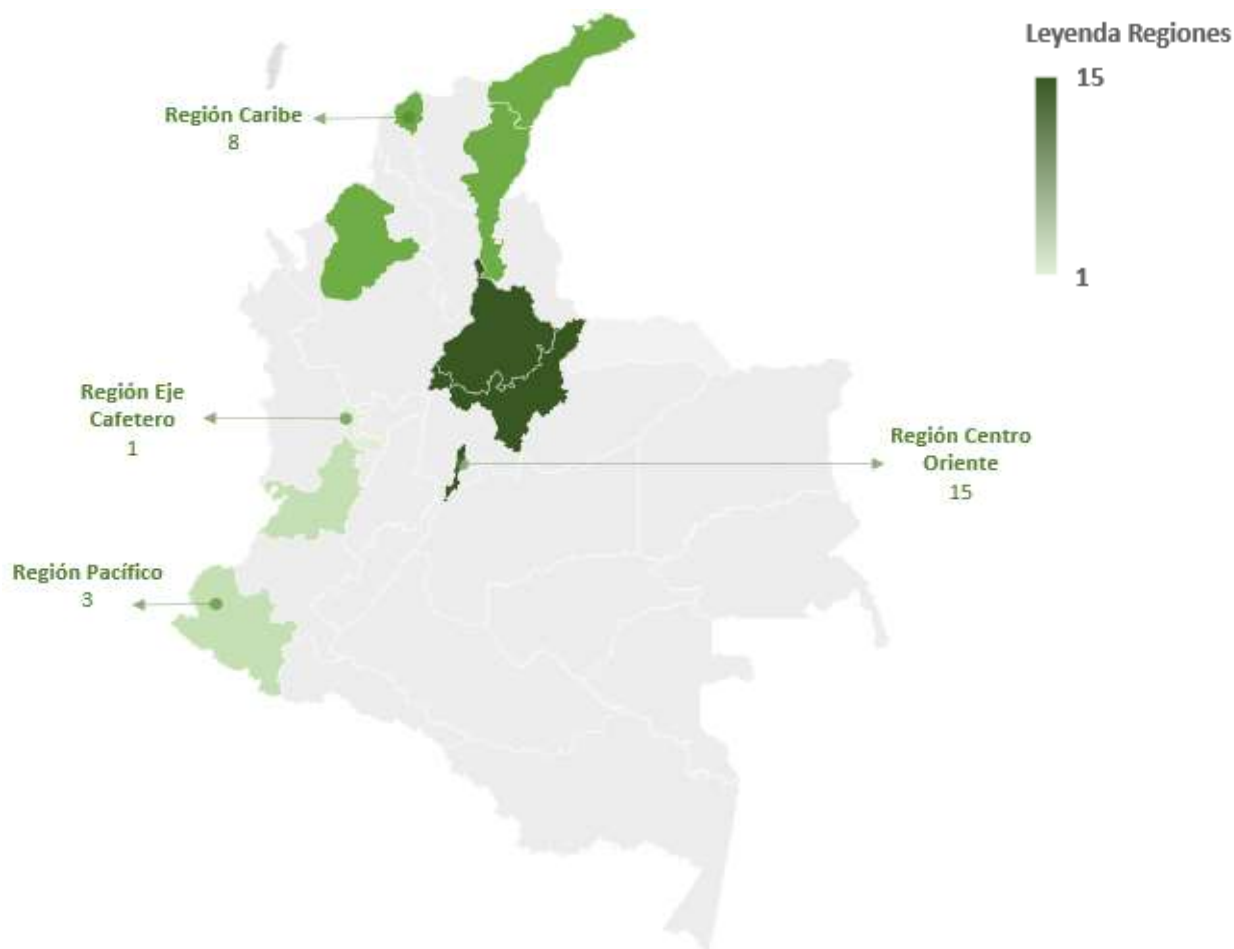 Leyenda Regiones
15
1
Región Caribe
8
Región Eje
Cafetero
1
Región Centro
Oriente
15
Región Pacífico
3